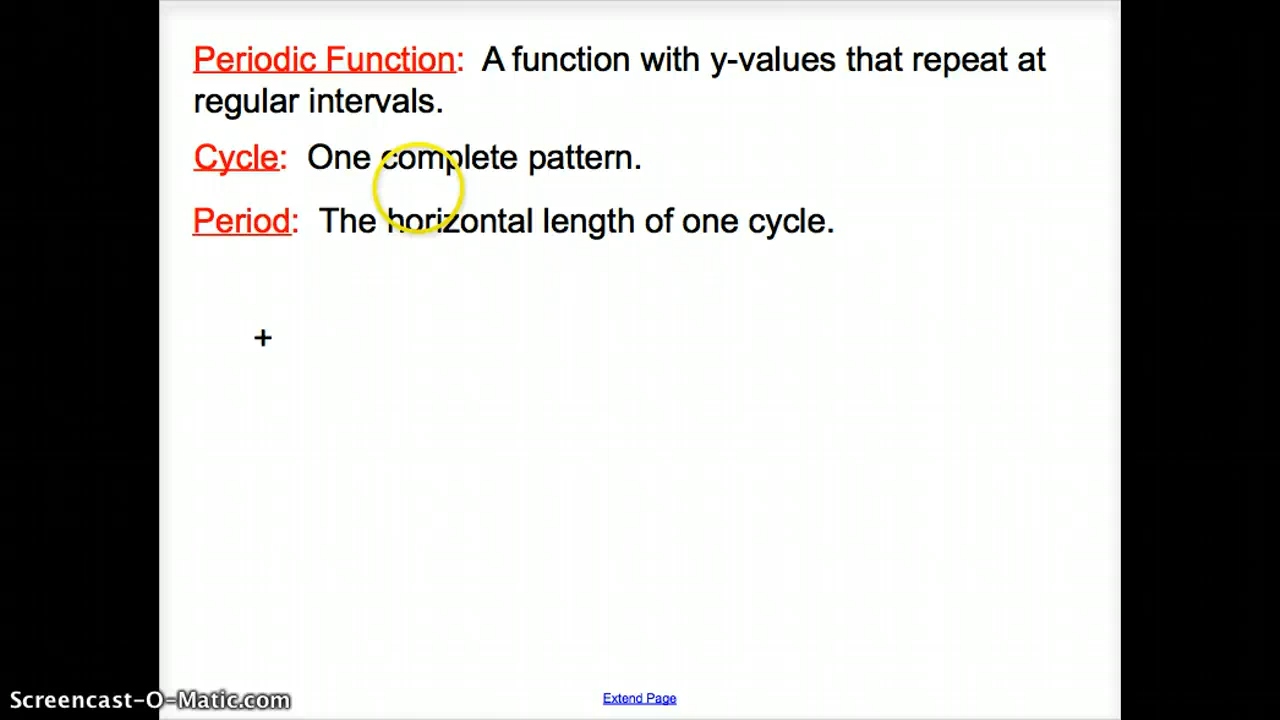 Periodic Function: A function with y-values that repeat at
regular intervals.
Cycle: One complete pattern.
Period: The horizontal length of one cycle.
+
Extend Page
Screencast-O-Matic.com